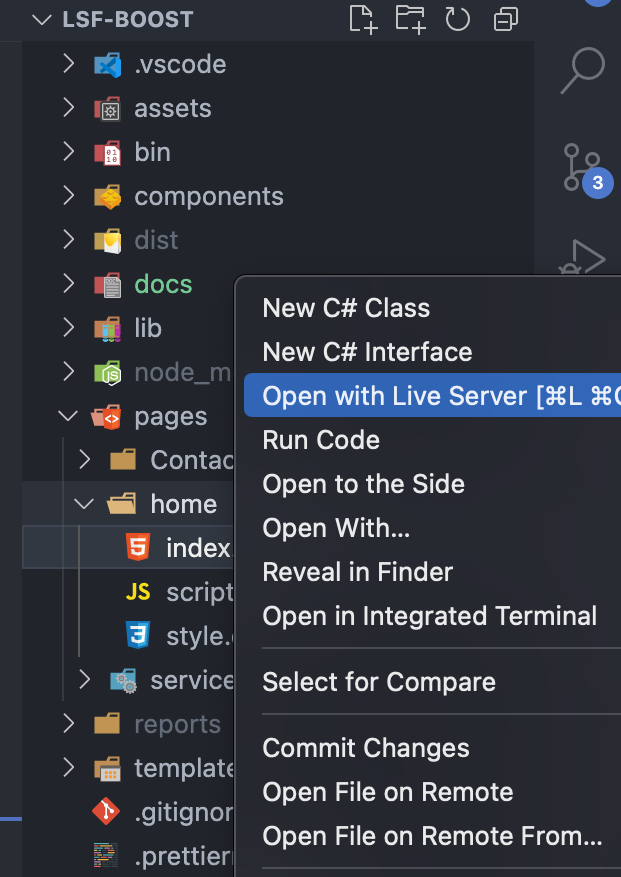 LSF-BOOST
.vscode
assets
bin
components
dist
docs
lib
node_m
pages
Contac
home
index
JS script
style.
service
reports
template
.gitignor
.prettierr
3
New C# Class
New C# Interface
Open with Live Server [⌘L ⌘O
Run Code
Open to the Side
Open With...
Reveal in Finder
Open in Integrated Terminal
Select for Compare
Commit Changes
Open File on Remote
Open File on Remote From...